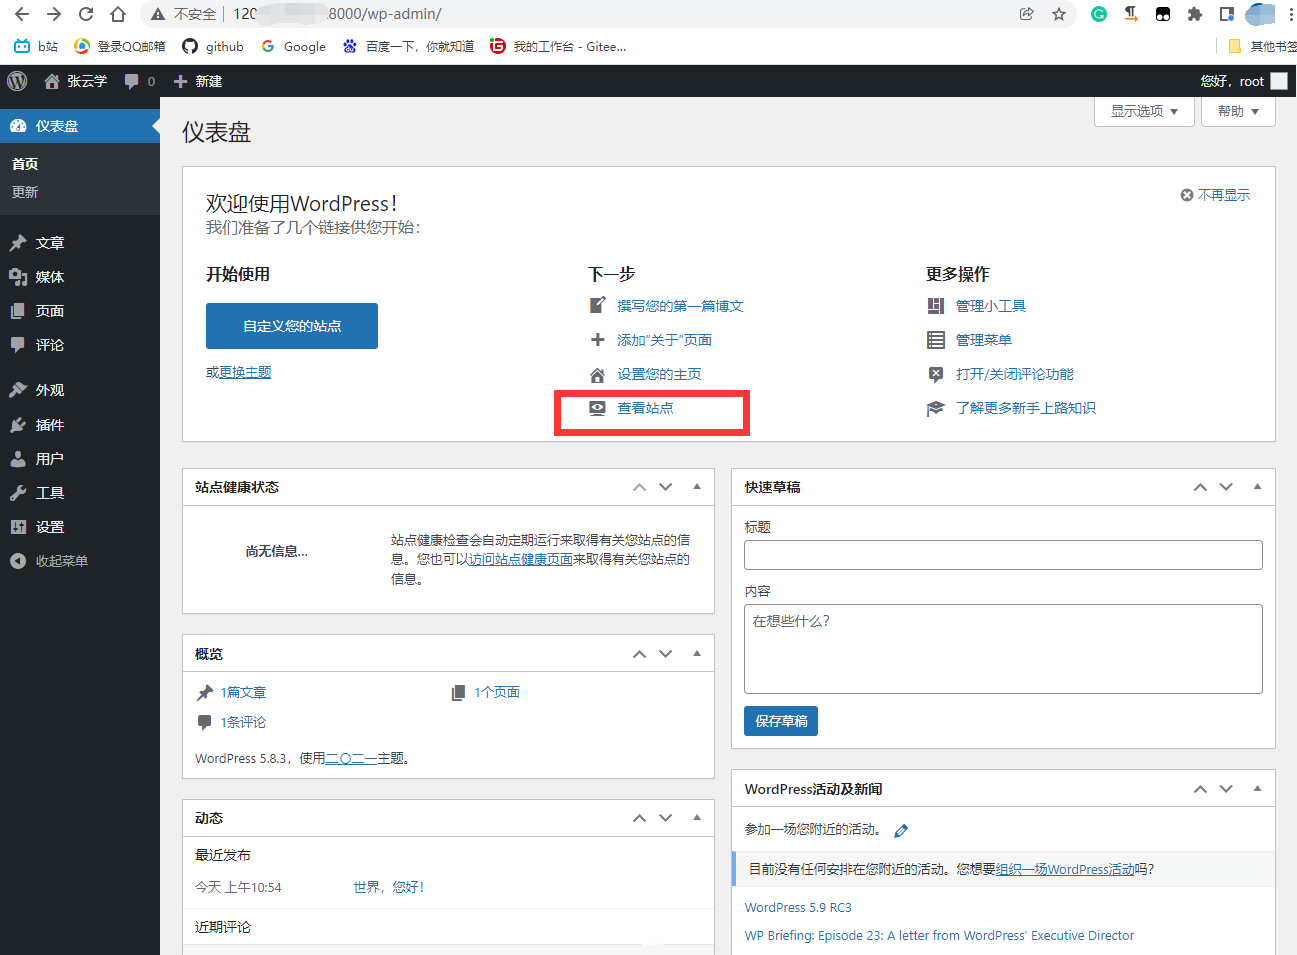 不安全 120 :8000/wp-admin/
b站 登录QQ邮箱 github Google 百度一下，你就知道 我的工作台 - Gitee... 其他书签
张云学 0 新建 您好，root
仪表盘
首页
更新
文章
媒体
页面
评论
外观
插件
用户
工具
设置
收起菜单
仪表盘
显示选项 帮助
欢迎使用WordPress！
我们准备了几个链接供您开始：
不再显示
开始使用
自定义您的站点
或更换主题
下一步
撰写您的第一篇博文
添加“关于”页面
设置您的主页
查看站点
更多操作
管理小工具
管理菜单
打开/关闭评论功能
了解更多新手上路知识
站点健康状态
尚无信息...
站点健康检查会自动定期运行来取得有关您站点的信
息。您也可以访问站点健康页面来取得有关您站点的
信息。
概览
1篇文章 1个页面
1条评论
WordPress 5.8.3，使用二〇二一主题。
动态
最近发布
今天 上午10:54 世界，您好！
近期评论
快速草稿
标题
内容
在想些什么？
保存草稿
WordPress活动及新闻
参加一场您附近的活动。
目前没有任何安排在您附近的活动。您想要组织一场WordPress活动吗？
WordPress 5.9 RC3
WP Briefing: Episode 23: A letter from WordPress’ Executive Director